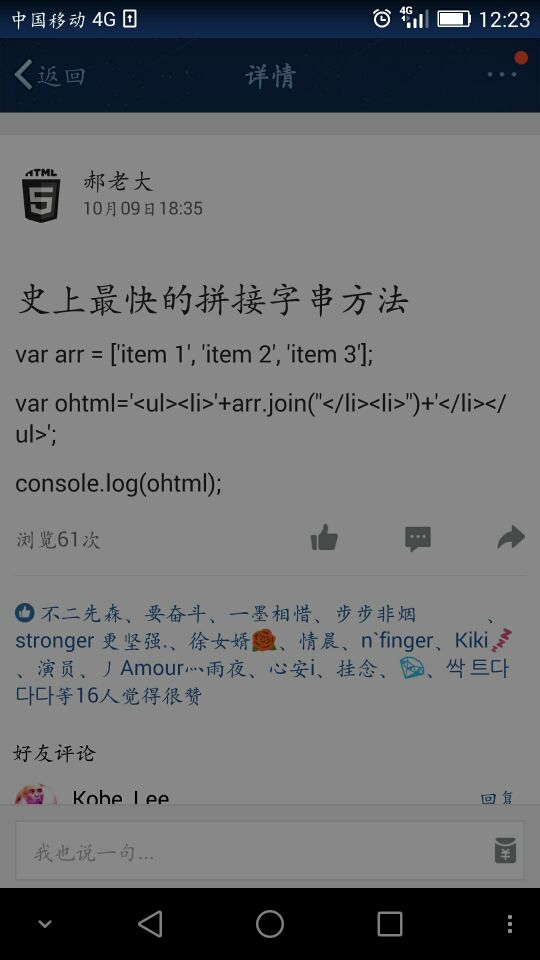 中国移动 4G 4G 12:23
返回 详情
HTML
5
郝老大
10月09日18:35
史上最快的拼接字串方法
var arr = ['item 1', 'item 2', 'item 3'];
var ohtml='<ul><li>'+arr.join("</li><li>")+'</li></
ul>';
console.log(ohtml);
浏览61次
不二先森、要奋斗、一墨相惜、步步非烟 、
stronger 更坚强.、徐女婿🌹、情晨、n`finger、Kiki💤
、演员、丿Amour灬雨夜、心安i、挂念、💎、싹 트다
다다等16人觉得很赞
好友评论
Kobe Lee 回复
我也说一句... ¥